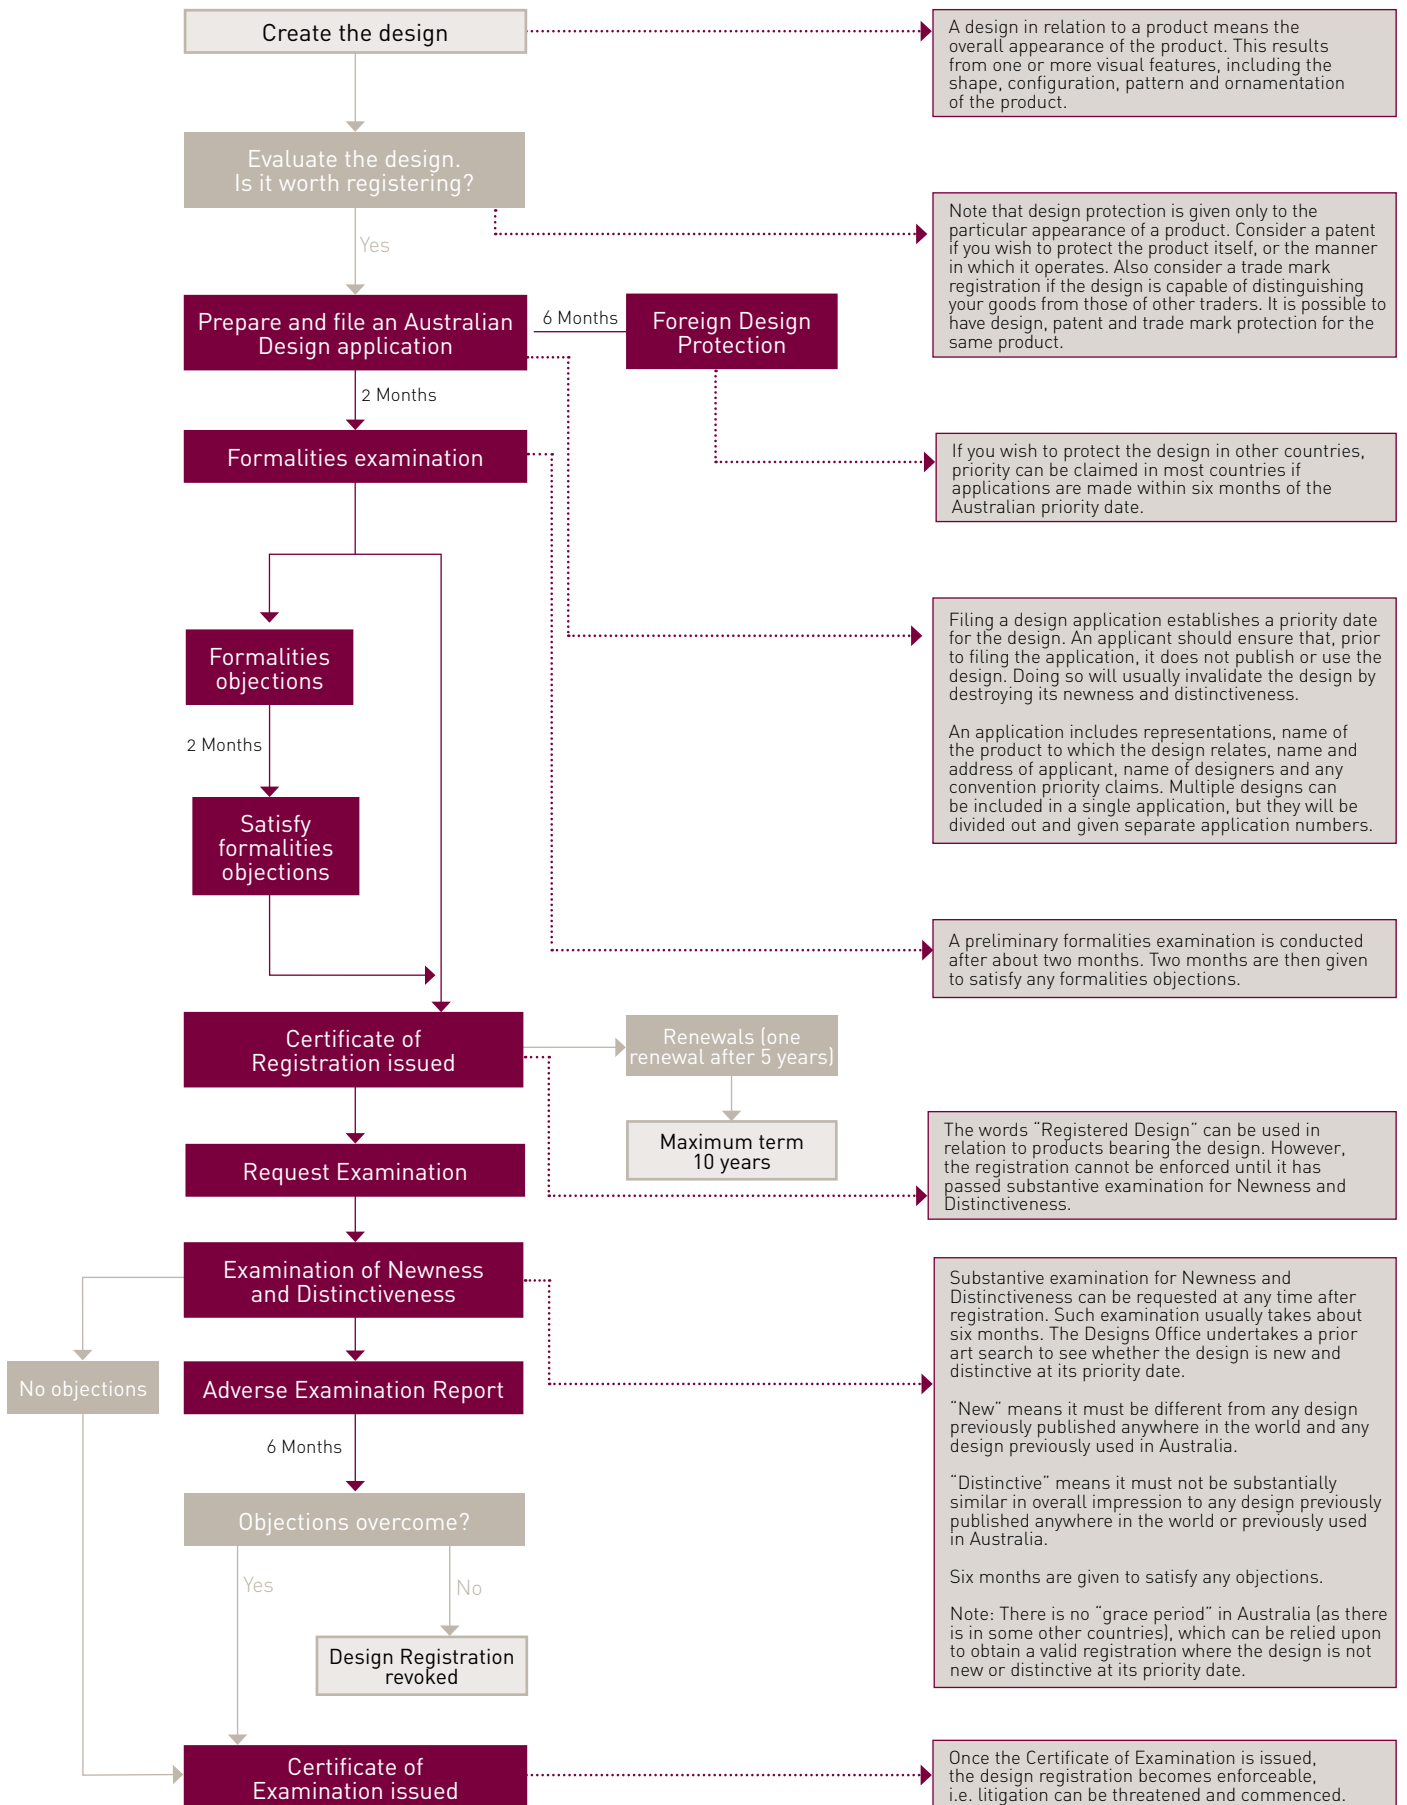 Create the design
A design in relation to a product means the
overall appearance of the product. This results
from one or more visual features, including the
shape, configuration, pattern and ornamentation
of the product.
Evaluate the design.
Is it worth registering?
Note that design protection is given only to the
particular appearance of a product. Consider a patent
if you wish to protect the product itself, or the manner
in which it operates. Also consider a trade mark
registration if the design is capable of distinguishing
your goods from those of other traders. It is possible to
have design, patent and trade mark protection for the
same product.
Yes
Prepare and file an Australian
Design application
6 Months
Foreign Design
Protection
2 Months
If you wish to protect the design in other countries,
priority can be claimed in most countries if
applications are made within six months of the
Australian priority date.
Formalities examination
Filing a design application establishes a priority date
for the design. An applicant should ensure that, prior
to filing the application, it does not publish or use the
design. Doing so will usually invalidate the design by
destroying its newness and distinctiveness.
An application includes representations, name of
the product to which the design relates, name and
address of applicant, name of designers and any
convention priority claims. Multiple designs can
be included in a single application, but they will be
divided out and given separate application numbers.
Formalities
objections
2 Months
Satisfy
formalities
objections
A preliminary formalities examination is conducted
after about two months. Two months are then given
to satisfy any formalities objections.
Certificate of
Registration issued
Renewals (one
renewal after 5 years)
Maximum term
10 years
The words “Registered Design” can be used in
relation to products bearing the design. However,
the registration cannot be enforced until it has
passed substantive examination for Newness and
Distinctiveness.
Request Examination
Examination of Newness
and Distinctiveness
Substantive examination for Newness and
Distinctiveness can be requested at any time after
registration. Such examination usually takes about
six months. The Designs Office undertakes a prior
art search to see whether the design is new and
distinctive at its priority date.
“New” means it must be different from any design
previously published anywhere in the world and any
design previously used in Australia.
“Distinctive” means it must not be substantially
similar in overall impression to any design previously
published anywhere in the world or previously used
in Australia.
Six months are given to satisfy any objections.
Note: There is no “grace period” in Australia (as there
is in some other countries), which can be relied upon
to obtain a valid registration where the design is not
new or distinctive at its priority date.
No objections
Adverse Examination Report
6 Months
Objections overcome?
Yes
No
Design Registration
revoked
Certificate of
Examination issued
Once the Certificate of Examination is issued,
the design registration becomes enforceable,
i.e. litigation can be threatened and commenced.